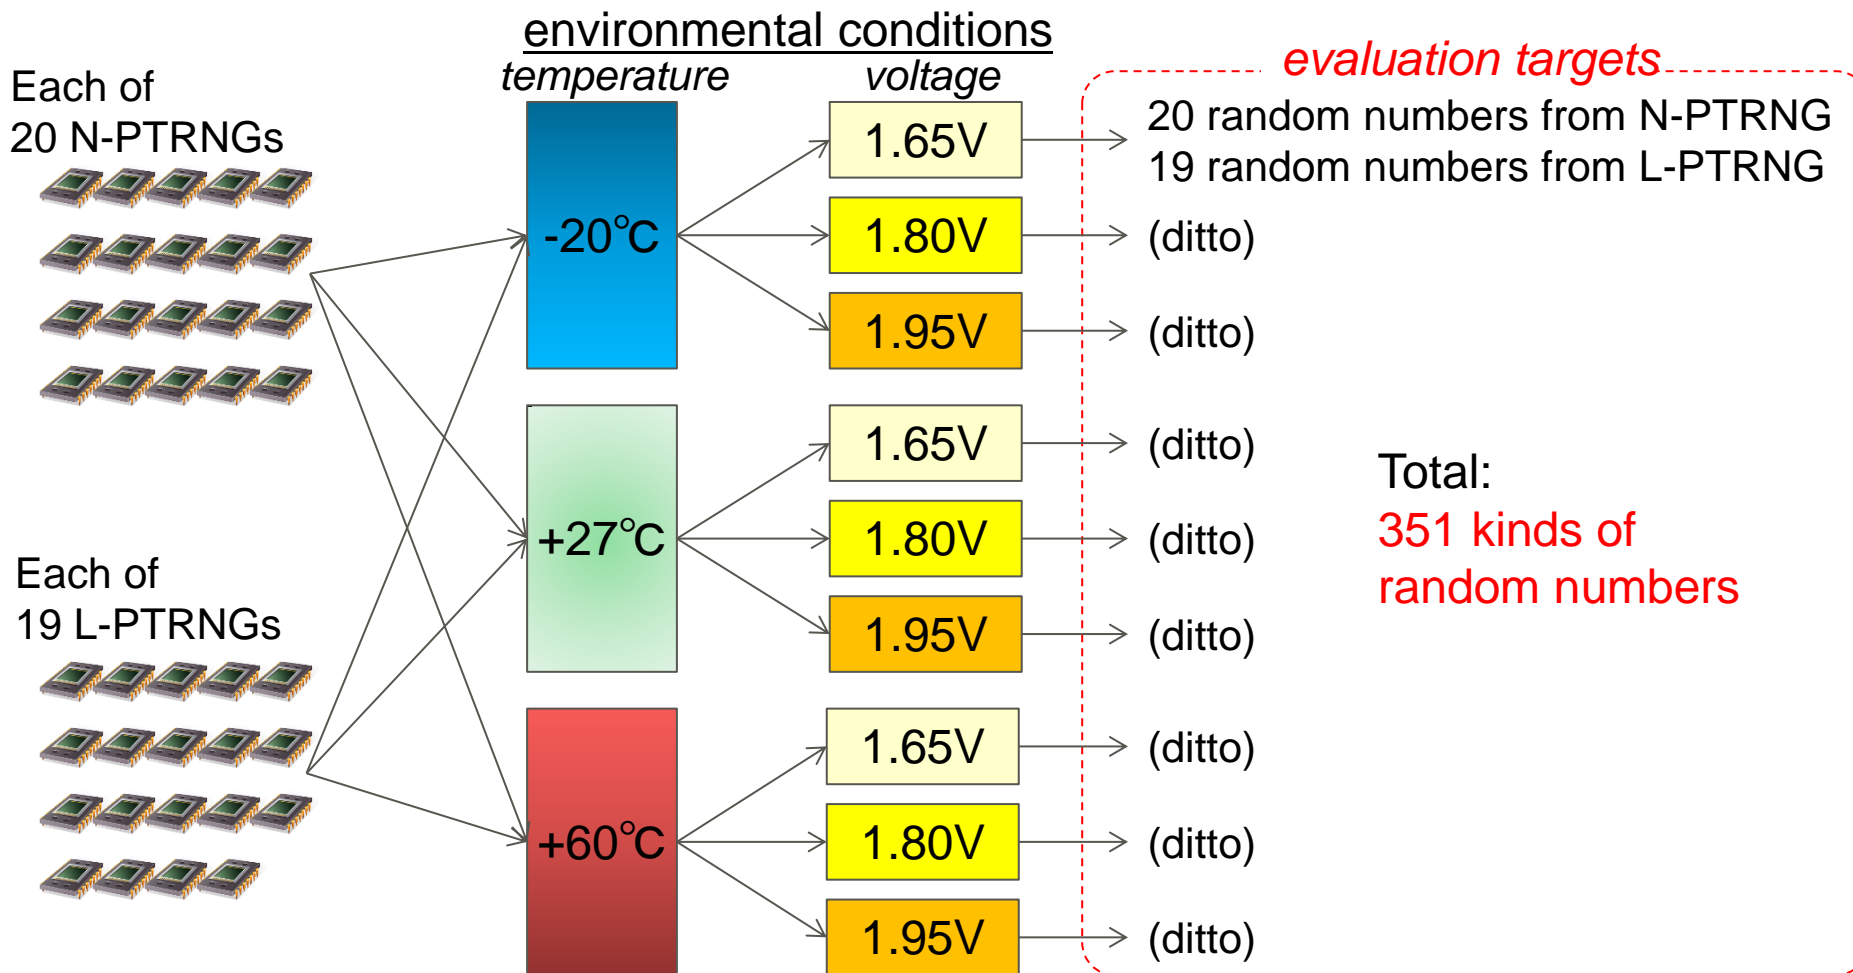 environmental conditions
temperature
voltage
evaluation targets
Each of
20 N-PTRNGs
Each of
19 L-PTRNGs
-20℃
1.65V
1.80V
1.95V
20 random numbers from N-PTRNG
19 random numbers from L-PTRNG
(ditto)
(ditto)
+27℃
1.65V
1.80V
1.95V
(ditto)
(ditto)
(ditto)
+60℃
1.65V
1.80V
1.95V
(ditto)
(ditto)
(ditto)
Total:
351 kinds of
random numbers